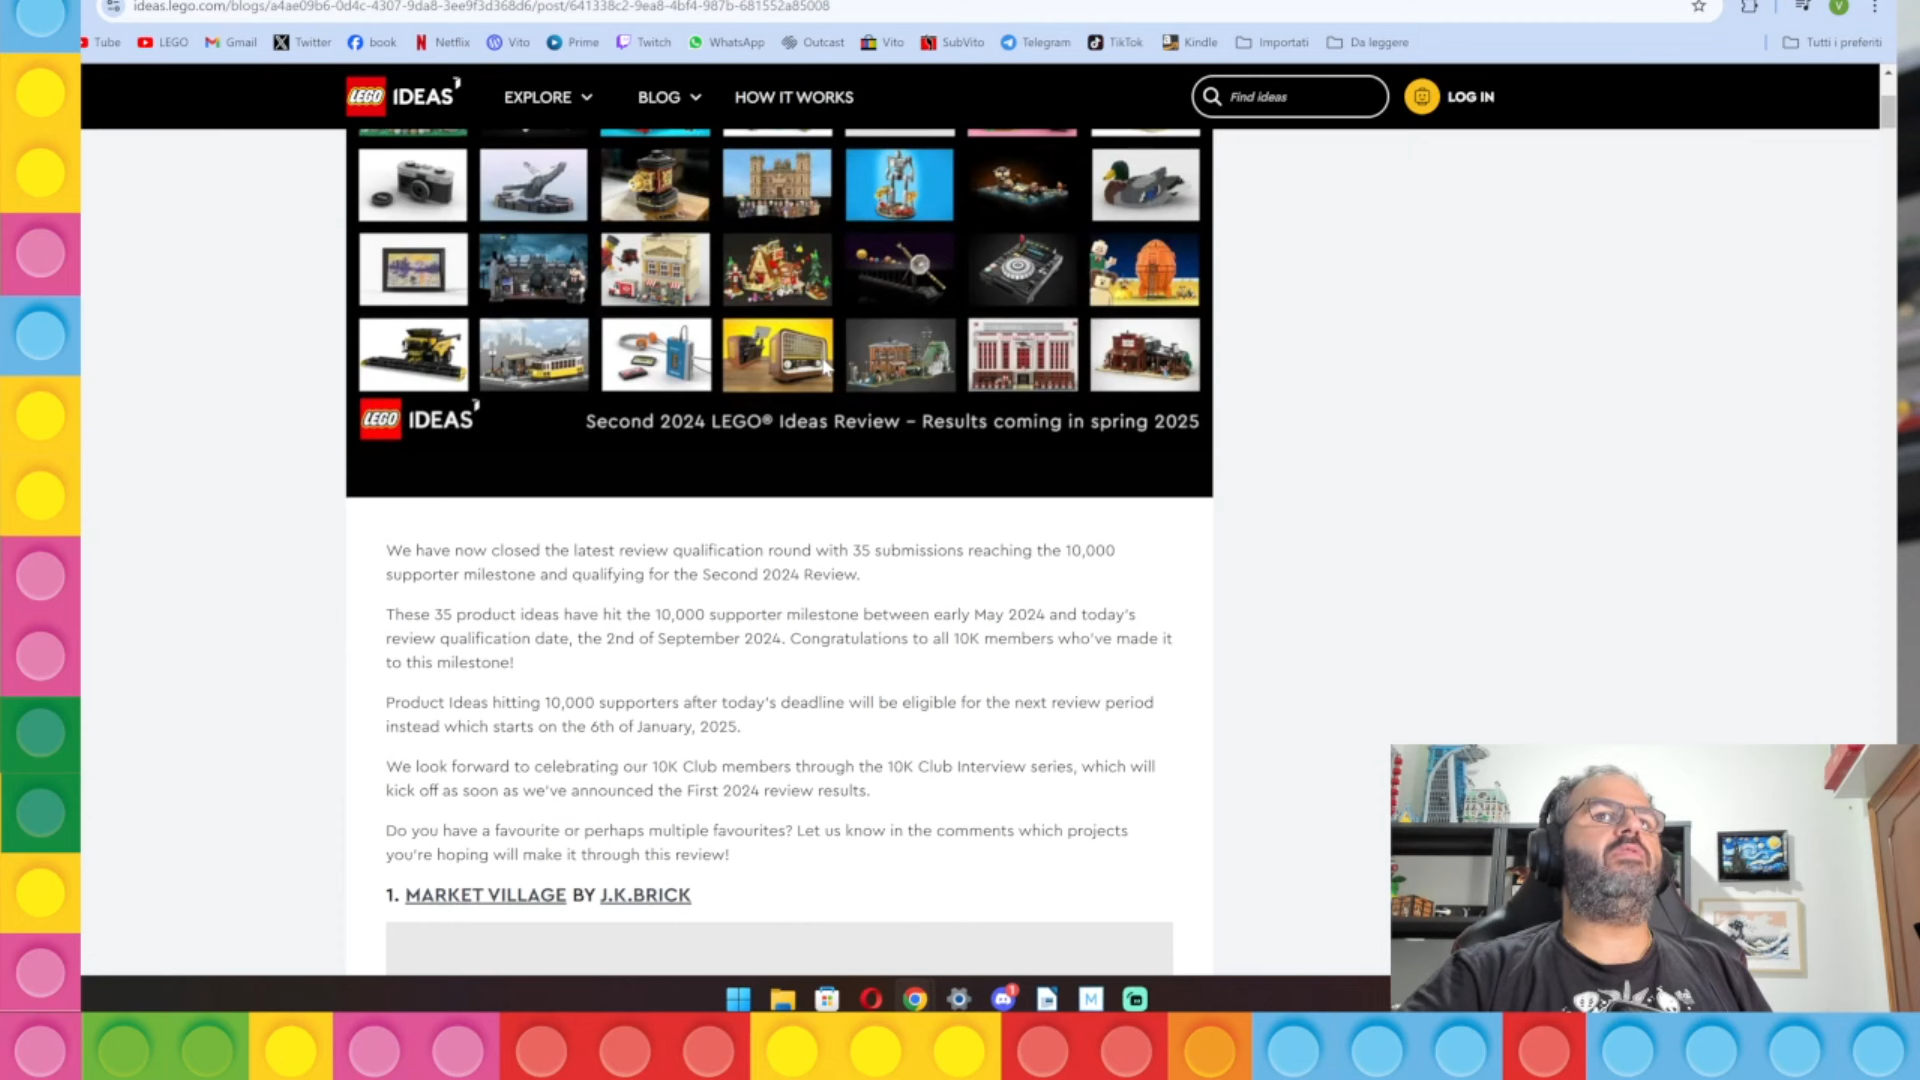 ideas.lego.com/blogs/a4ae09b6-0d4c-4307-9da8-3ee9f3d368d6/post/641338c2-9ea8-4bf4-987b-681552a85008
V
Tube LEGO Gmail Twitter book Netflix Vito Prime Twitch WhatsApp Outcast Vito SubVito Telegram TikTok Kindle Importati Da leggere Tutti i preferiti
LEGO IDEAS EXPLORE BLOG HOW IT WORKS Find ideas LOG IN
LEGO IDEAS Second 2024 LEGO® Ideas Review – Results coming in spring 2025
We have now closed the latest review qualification round with 35 submissions reaching the 10,000
supporter milestone and qualifying for the Second 2024 Review.
These 35 product ideas have hit the 10,000 supporter milestone between early May 2024 and today's
review qualification date, the 2nd of September 2024. Congratulations to all 10K members who've made it
to this milestone!
Product Ideas hitting 10,000 supporters after today's deadline will be eligible for the next review period
instead which starts on the 6th of January, 2025.
We look forward to celebrating our 10K Club members through the 10K Club Interview series, which will
kick off as soon as we've announced the First 2024 review results.
Do you have a favourite or perhaps multiple favourites? Let us know in the comments which projects
you're hoping will make it through this review!
1. MARKET VILLAGE BY J.K.BRICK
1
M